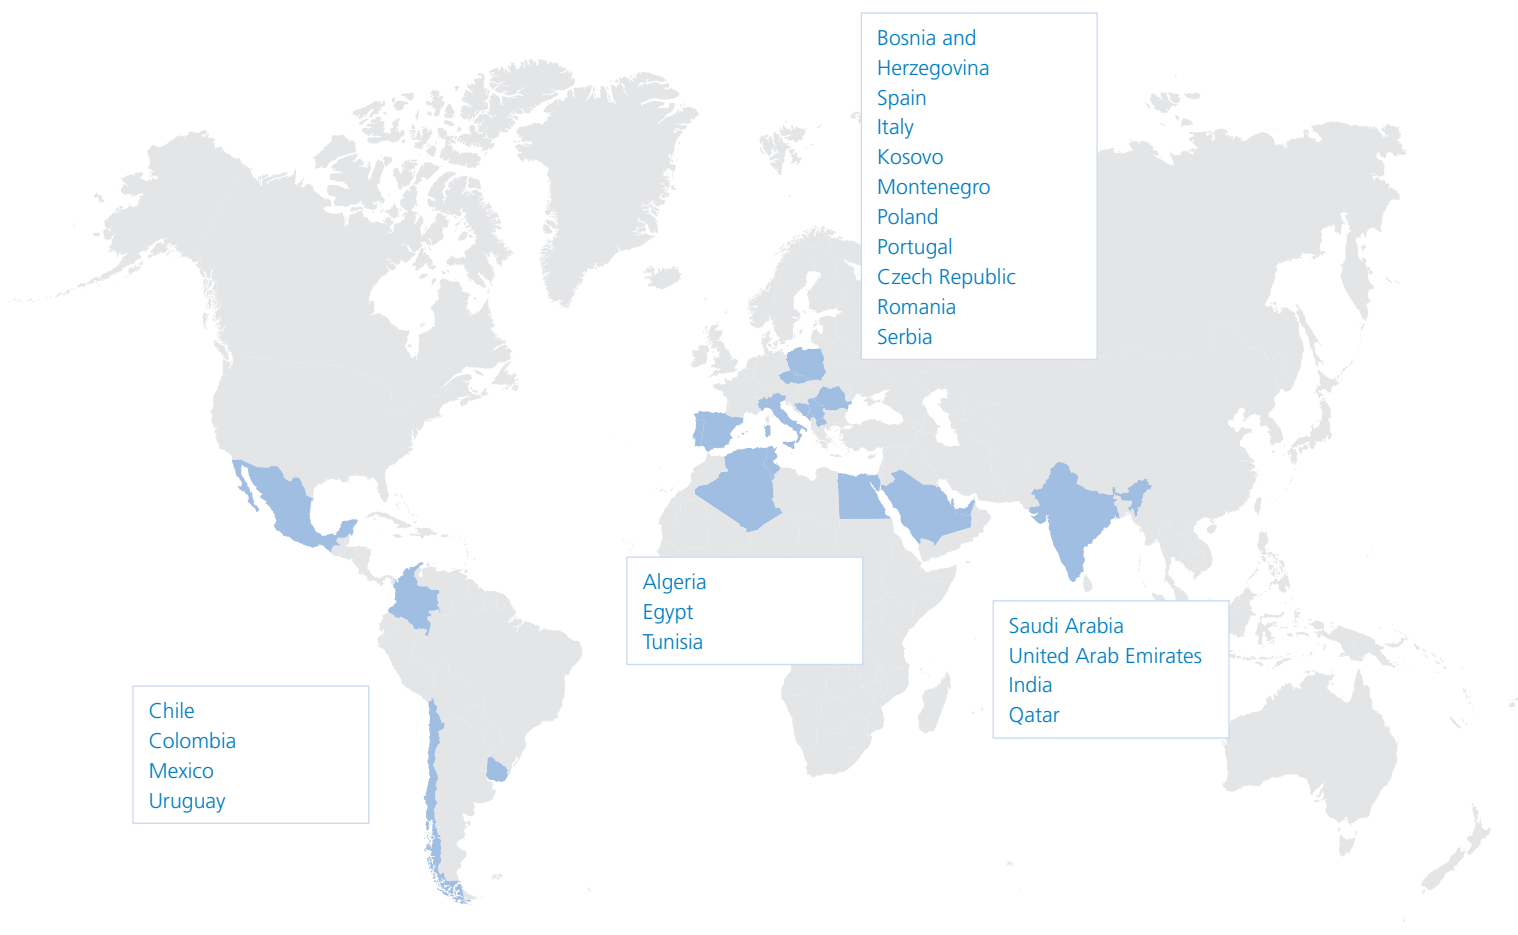 Bosnia and
Herzegovina
Spain
Italy
Kosovo
Montenegro
Poland
Portugal
Czech Republic
Romania
Serbia
Algeria
Egypt
Tunisia
Saudi Arabia
United Arab Emirates
India
Qatar
Chile
Colombia
Mexico
Uruguay